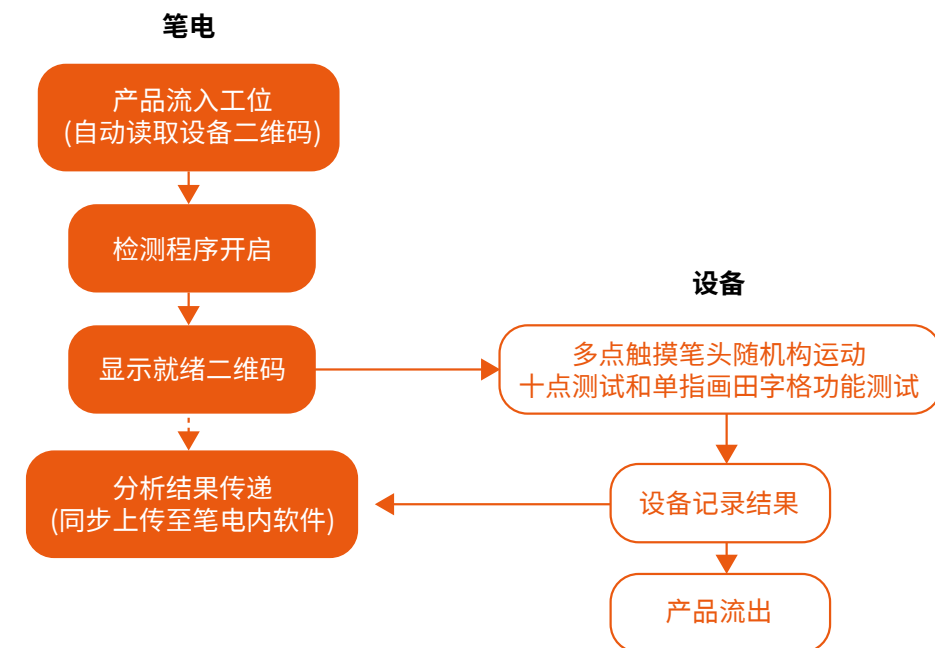 笔电
产品流入工位
(自动读取设备二维码)
检测程序开启
显示就绪二维码
分析结果传递
(同步上传至笔电内软件)
设备
多点触摸笔头随机构运动
十点测试和单指画田字格功能测试
设备记录结果
产品流出